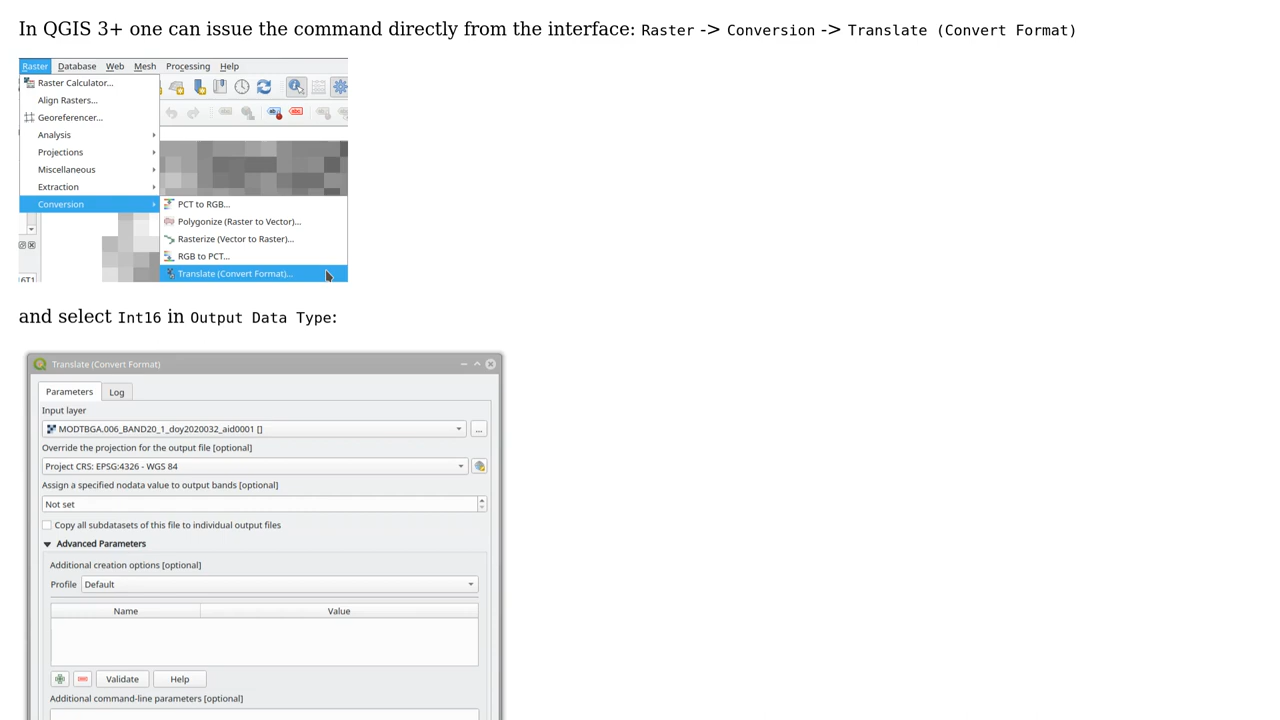 In QGIS 3+ one can issue the command directly from the interface: Raster -> Conversion -> Translate (Convert Format)
Raster Database Web Mesh Processing Help
Raster Calculator...
Align Rasters...
Georeferencer...
Analysis
Projections
Miscellaneous
Extraction
Conversion
PCT to RGB...
Polygonize (Raster to Vector)...
Rasterize (Vector to Raster)...
RGB to PCT...
Translate (Convert Format)...
and select Int16 in Output Data Type:
Translate (Convert Format)
Parameters Log
Input layer
MODTBGA.006_BAND20_1_doy2020032_aid0001 []
...
Override the projection for the output file [optional]
Project CRS: EPSG:4326 - WGS 84
Assign a specified nodata value to output bands [optional]
Not set
Copy all subdatasets of this file to individual output files
Advanced Parameters
Additional creation options [optional]
Profile Default
Name Value
Validate Help
Additional command-line parameters [optional]